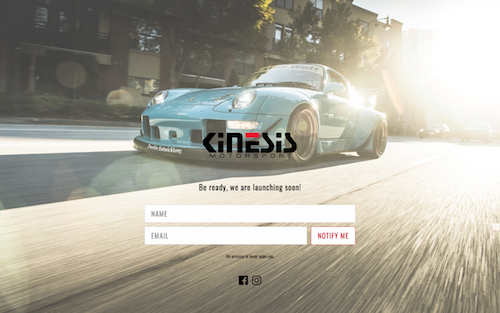 KINESIS
MOTORSPORT
Be ready, we are launching soon!
NAME
EMAIL
NOTIFY ME
We promise to never spam you.